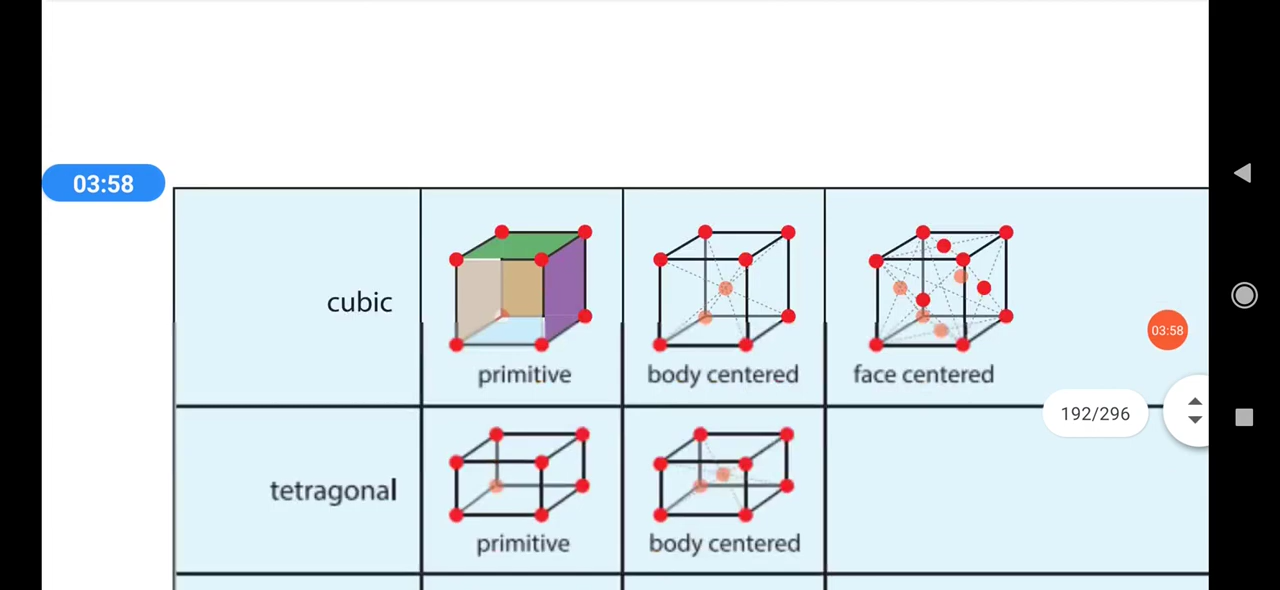 03:58
cubic
primitive
body centered
face centered
03:58
192/296
tetragonal
primitive
body centered